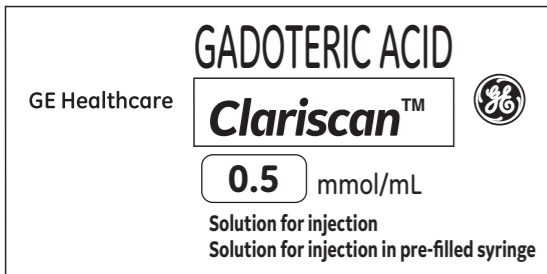 GADOTERIC ACID
GE Healthcare
Clariscan™
GE
0.5 mmol/mL
Solution for injection
Solution for injection in pre-filled syringe